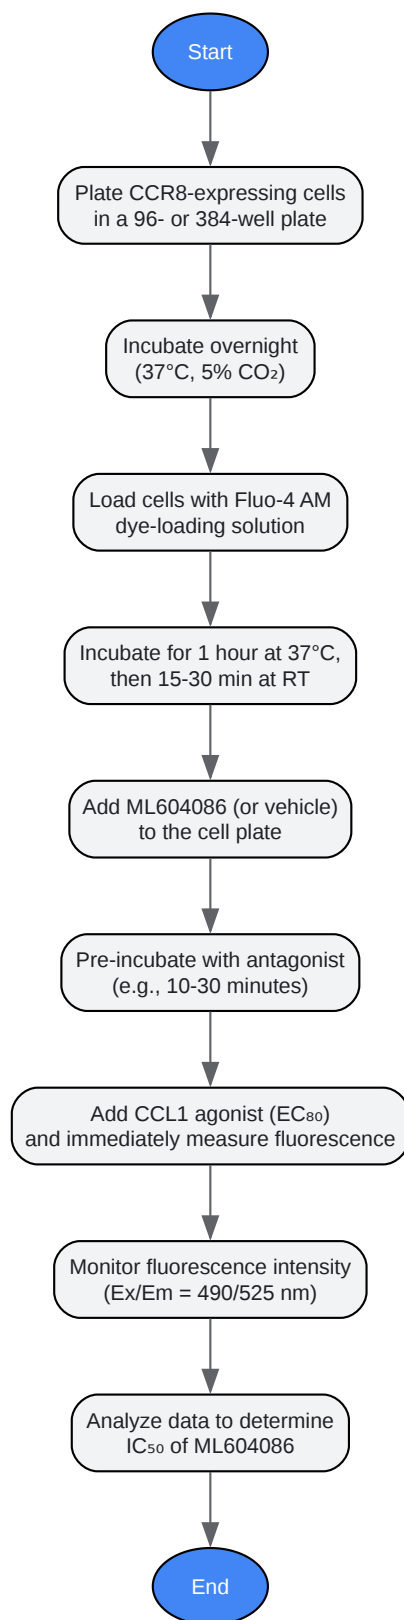 Start
Plate CCR8-expressing cells
in a 96- or 384-well plate
Incubate overnight
(37°C, 5% CO₂)
Load cells with Fluo-4 AM
dye-loading solution
Incubate for 1 hour at 37°C,
then 15-30 min at RT
Add ML604086 (or vehicle)
to the cell plate
Pre-incubate with antagonist
(e.g., 10-30 minutes)
Add CCL1 agonist (EC₈₀)
and immediately measure fluorescence
Monitor fluorescence intensity
(Ex/Em = 490/525 nm)
Analyze data to determine
IC₅₀ of ML604086
End